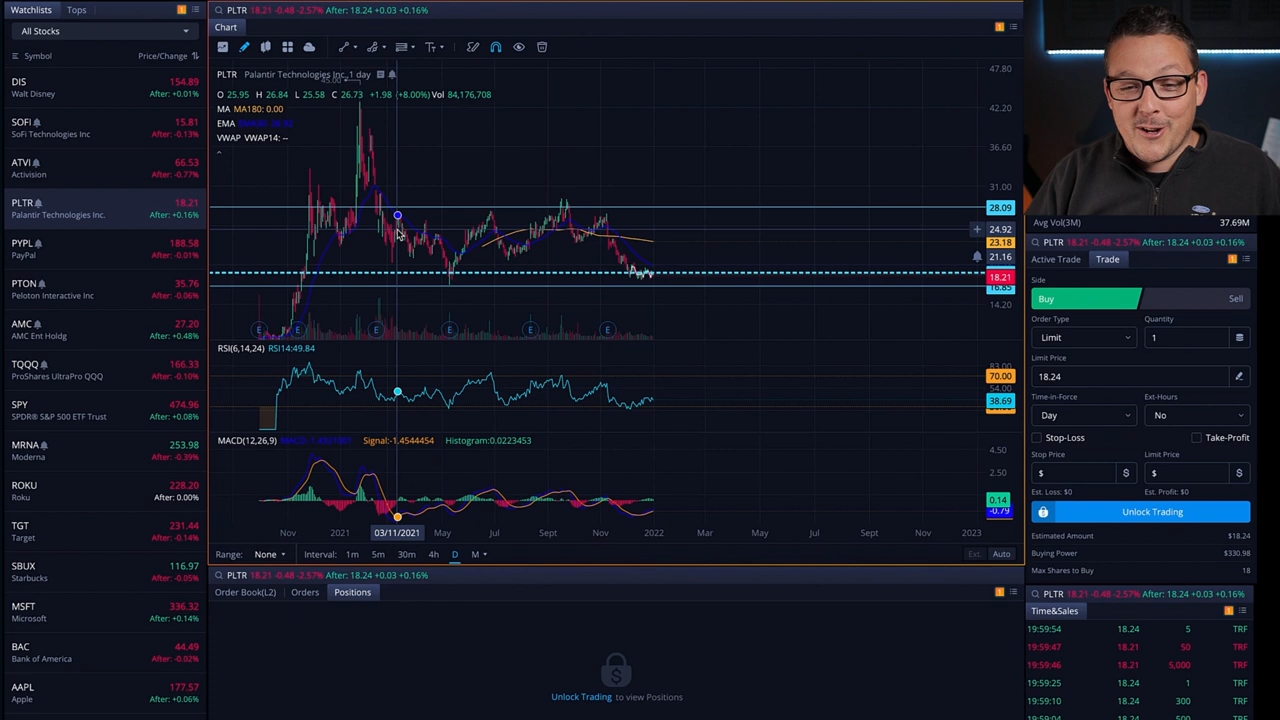 Watchlists Tops 1
All Stocks
Symbol Price/Change
DIS 154.89
Walt Disney After: +0.01%
SOFI 15.81
SoFi Technologies Inc After: -0.13%
ATVI 66.53
Activision After: -0.77%
PLTR 18.21
Palantir Technologies Inc. After: +0.16%
PYPL 188.58
PayPal After: -0.01%
PTON 35.76
Peloton Interactive Inc After: -0.06%
AMC 27.20
AMC Ent Holdg After: +0.48%
TQQQ 166.33
ProShares UltraPro QQQ After: -0.10%
SPY 474.96
SPDR® S&P 500 ETF Trust After: +0.08%
MRNA 253.98
Moderna After: -0.39%
ROKU 228.20
Roku After: 0.00%
TGT 231.44
Target After: -0.14%
SBUX 116.97
Starbucks After: -0.05%
MSFT 336.32
Microsoft After: +0.14%
BAC 44.49
Bank of America After: -0.02%
AAPL 177.57
Apple After: +0.06%
PLTR 18.21 -0.48 -2.57% After: 18.24 +0.03 +0.16%
Chart 1
PLTR Palantir Technologies Inc. 1 day
45.00
O 25.95 H 26.84 L 25.58 C 26.73 +1.98 (+8.00%) Vol 84,176,708
MA MA180: 0.00
EMA
VWAP VWAP14: --
47.80
42.20
36.60
31.00
28.09
24.92
23.18
21.16
18.21
16.85
14.20
E E E E E E
RSI(6,14,24) RSI14:49.84
83.00
70.00
54.00
38.69
MACD(12,26,9) Signal:-1.4544454 Histogram:0.0223453
4.50
2.50
0.14
-0.79
Nov 2021 03/11/2021 May Jul Sept Nov 2022 Mar May Jul Sept Nov 2023
Range: None Interval: 1m 5m 30m 4h D M Ext. Auto
PLTR 18.21 -0.48 -2.57% After: 18.24 +0.03 +0.16%
Order Book(L2) Orders Positions 1
Unlock Trading to view Positions
Ford
Avg Vol(3M) 37.69M
PLTR 18.21 -0.48 -2.57% After: 18.24 +0.03 +0.16%
Active Trade Trade 1
Side
Buy Sell
Order Type Quantity
Limit 1
Limit Price
18.24
Time-in-Force Ext-Hours
Day No
Stop-Loss Take-Profit
Stop Price Limit Price
$ $ $ $
Est. Loss: $0 Est. Profit: $0
Unlock Trading
Estimated Amount $18.24
Buying Power $330.98
Max Shares to Buy 18
PLTR 18.21 -0.48 -2.57% After: 18.24 +0.03 +0.16%
Time&Sales 1
19:59:54 18.24 5 TRF
19:59:47 18.21 50 TRF
19:59:46 18.21 5,000 TRF
19:59:25 18.24 1 TRF
19:59:10 18.24 300 TRF
19:59:04 18.24 500 TRF